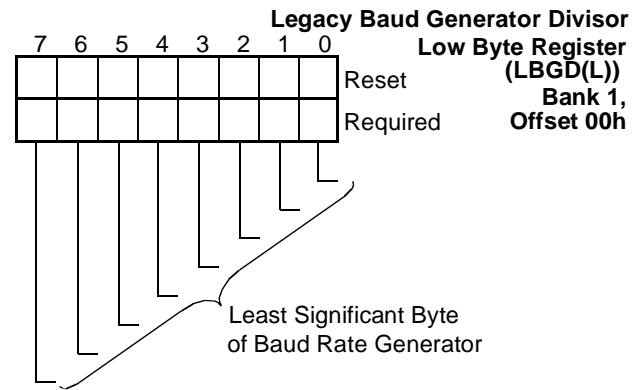 Legacy Baud Generator Divisor
Low Byte Register
(LBGD(L))
Bank 1,
Offset 00h
7 6 5 4 3 2 1 0
Reset
Required
Least Significant Byte
of Baud Rate Generator